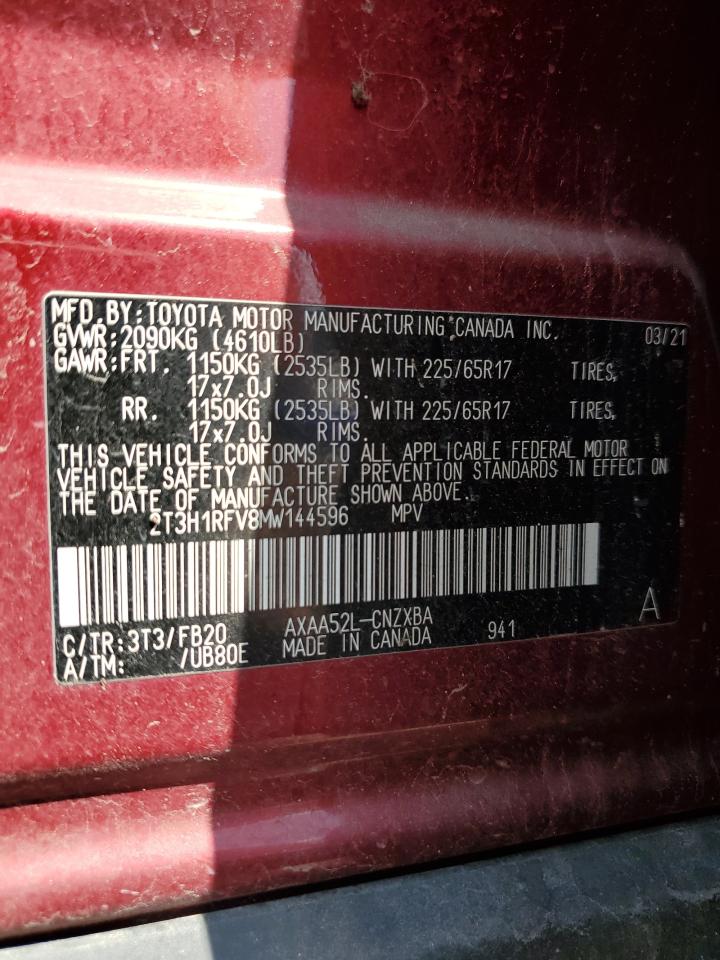 MFD.BY:TOYOTA MOTOR MANUFACTURING CANADA INC. 03/21
GVWR:2090KG (4610LB)
GAWR:FRT. 1150KG (2535LB) WITH 225/65R17 TIRES,
17x7.0J RIMS.
RR. 1150KG (2535LB) WITH 225/65R17 TIRES,
17x7.0J RIMS.
THIS VEHICLE CONFORMS TO ALL APPLICABLE FEDERAL MOTOR
VEHICLE SAFETY AND THEFT PREVENTION STANDARDS IN EFFECT ON
THE DATE OF MANUFACTURE SHOWN ABOVE.
2T3H1RFV8MW144596 MPV
C/TR:3T3/FB20 AXAA52L-CNZXBA 941 A
A/TM: /UB80E MADE IN CANADA